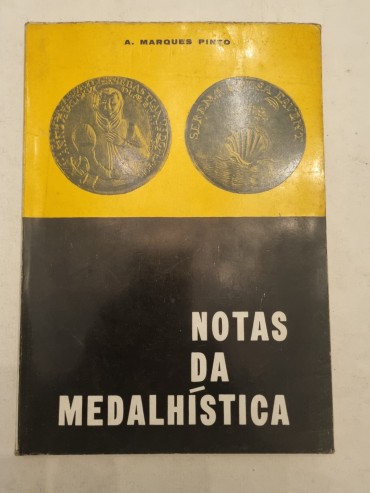 A. MARQUES PINTO
NOTAS
DA
MEDALHÍSTICA